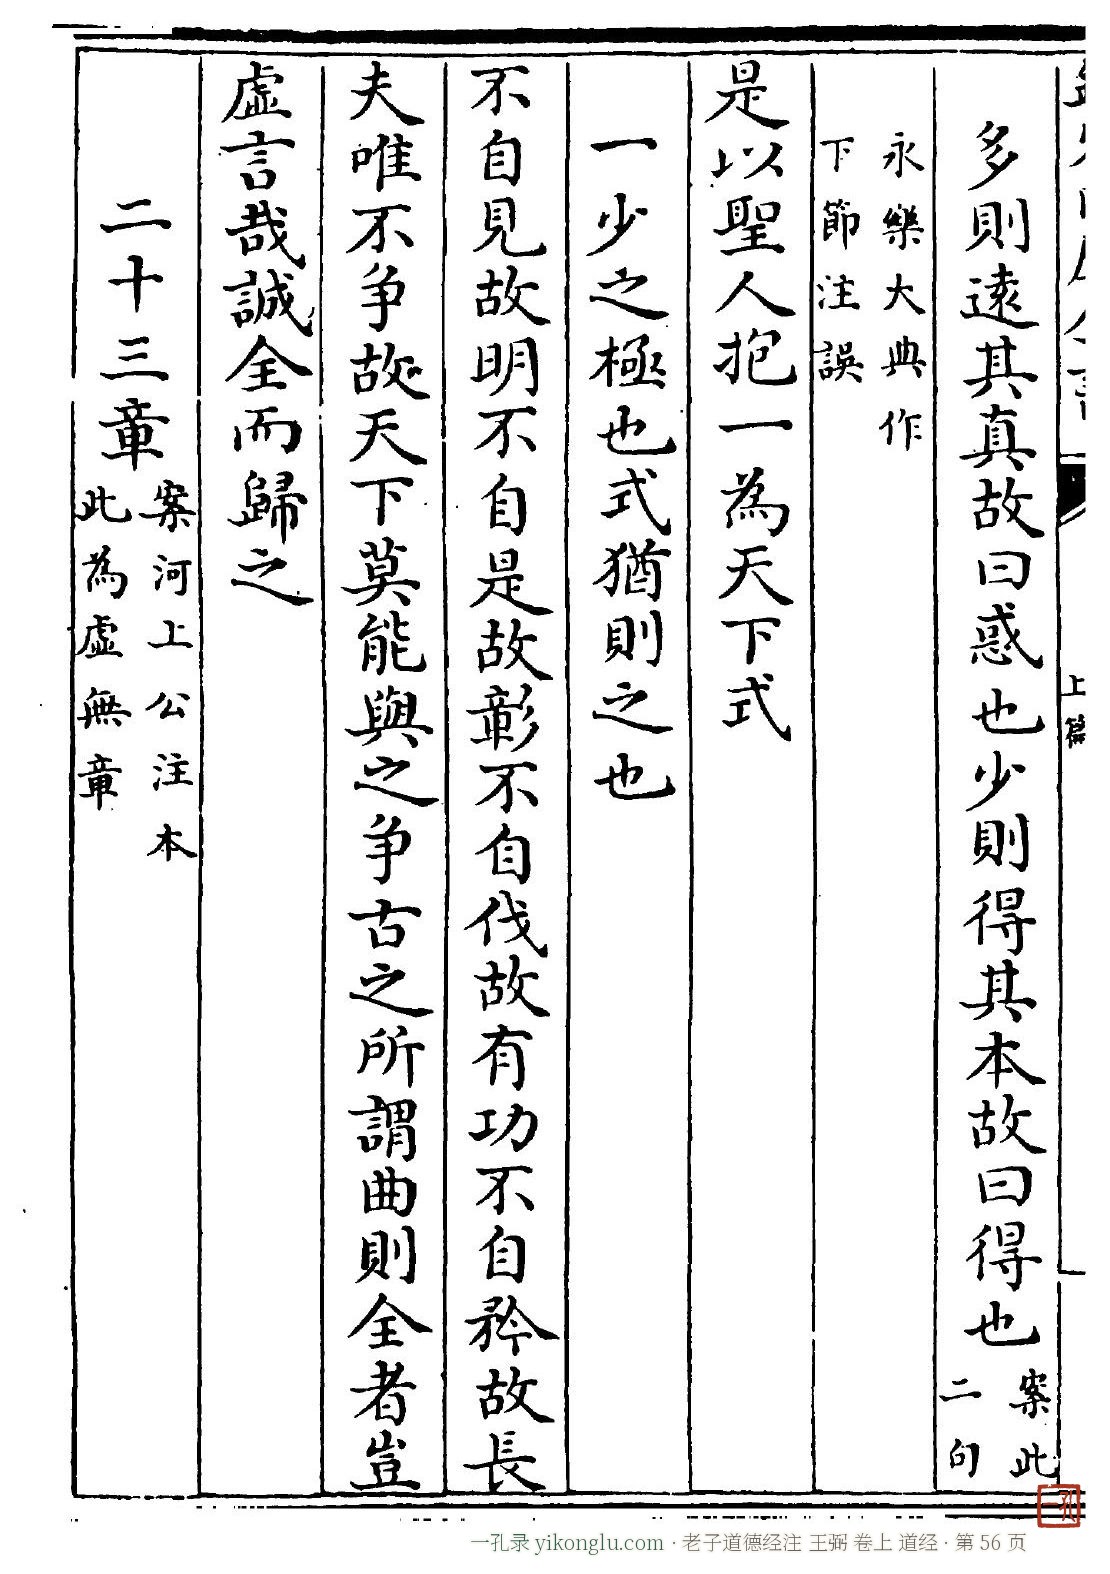 多則遠其真故曰惑也少則得其本故曰得也案此二句
永樂大典作下節注誤
是以聖人抱一為天下式
一少之極也式猶則之也
不自見故明不自是故彰不自伐故有功不自矜故長
夫唯不争故天下莫能與之争古之所謂曲則全者豈
虛言哉誠全而歸之
二十三章案河上公注本此為虛無章
上篇
一孔录 yikonglu.com · 老子道德经注 王弼 卷上 道经 · 第 56 页